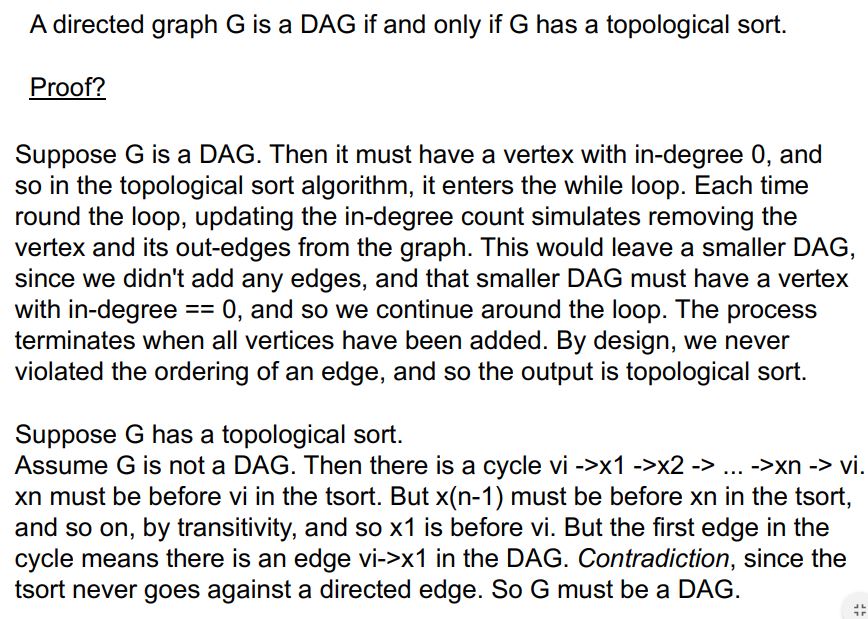 A directed graph G is a DAG if and only if G has a topological sort.
Proof?
Suppose G is a DAG. Then it must have a vertex with in-degree 0, and
so in the topological sort algorithm, it enters the while loop. Each time
round the loop, updating the in-degree count simulates removing the
vertex and its out-edges from the graph. This would leave a smaller DAG,
since we didn't add any edges, and that smaller DAG must have a vertex
with in-degree == 0, and so we continue around the loop. The process
terminates when all vertices have been added. By design, we never
violated the ordering of an edge, and so the output is topological sort.
Suppose G has a topological sort.
Assume G is not a DAG. Then there is a cycle vi ->x1 ->x2 -> ... ->xn -> vi.
xn must be before vi in the tsort. But x(n-1) must be before xn in the tsort,
and so on, by transitivity, and so x1 is before vi. But the first edge in the
cycle means there is an edge vi->x1 in the DAG. Contradiction, since the
tsort never goes against a directed edge. So G must be a DAG.